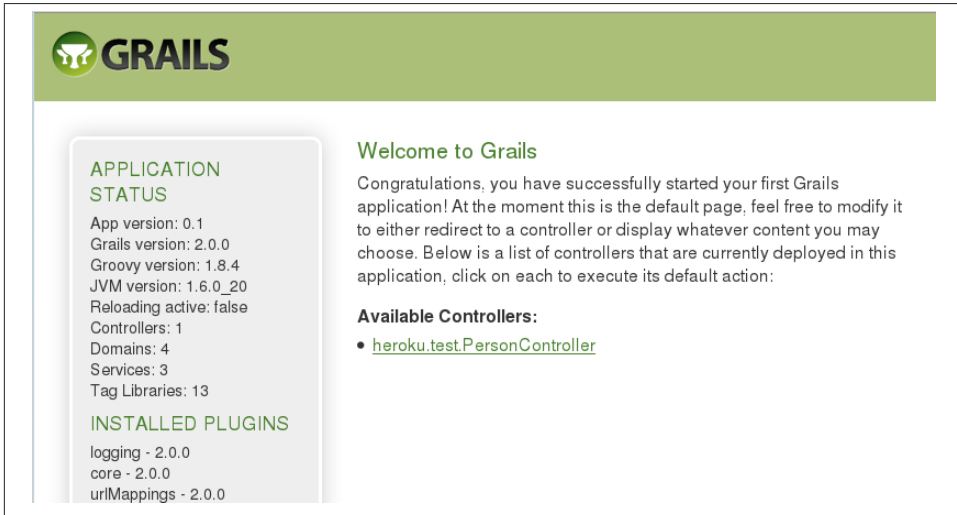 GRAILS
APPLICATION
STATUS
App version: 0.1
Grails version: 2.0.0
Groovy version: 1.8.4
JVM version: 1.6.0_20
Reloading active: false
Controllers: 1
Domains: 4
Services: 3
Tag Libraries: 13
INSTALLED PLUGINS
logging - 2.0.0
core - 2.0.0
urlMappings - 2.0.0
Welcome to Grails
Congratulations, you have successfully started your first Grails
application! At the moment this is the default page, feel free to modify it
to either redirect to a controller or display whatever content you may
choose. Below is a list of controllers that are currently deployed in this
application, click on each to execute its default action:
Available Controllers:
• heroku.test.PersonController